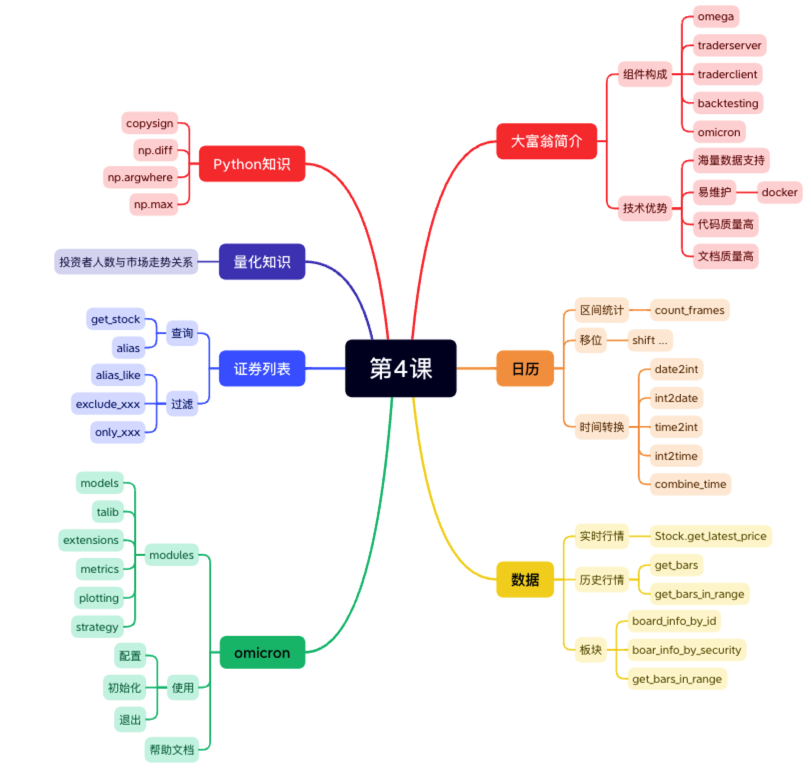 第4课
大富翁简介
组件构成
omega
traderserver
traderclient
backtesting
omicron
技术优势
海量数据支持
易维护
docker
代码质量高
文档质量高
日历
区间统计
count_frames
移位
shift ...
时间转换
date2int
int2date
time2int
int2time
combine_time
数据
实时行情
Stock.get_latest_price
历史行情
get_bars
get_bars_in_range
板块
board_info_by_id
boar_info_by_security
get_bars_in_range
Python知识
copysign
np.diff
np.argwhere
np.max
量化知识
投资者人数与市场走势关系
证券列表
查询
get_stock
alias
过滤
alias_like
exclude_xxx
only_xxx
omicron
modules
models
talib
extensions
metrics
plotting
strategy
使用
配置
初始化
退出
帮助文档